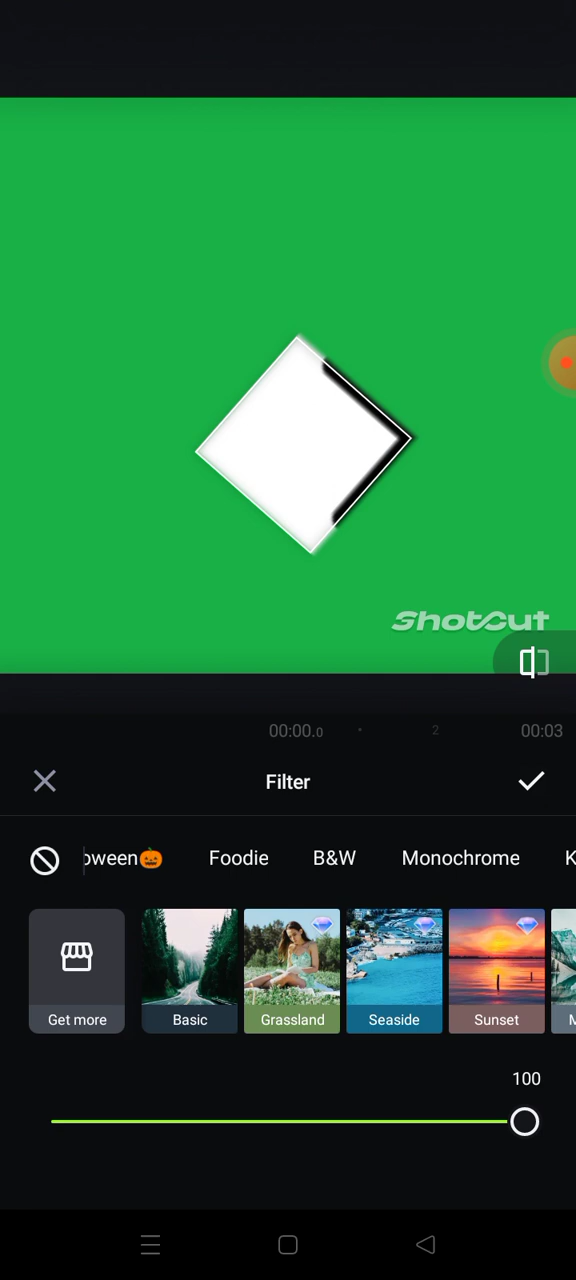 ShotCut
00:00.0
2
00:03
Filter
oween🎃 Foodie B&W Monochrome K
Get more
Basic
Grassland
Seaside
Sunset
M
100